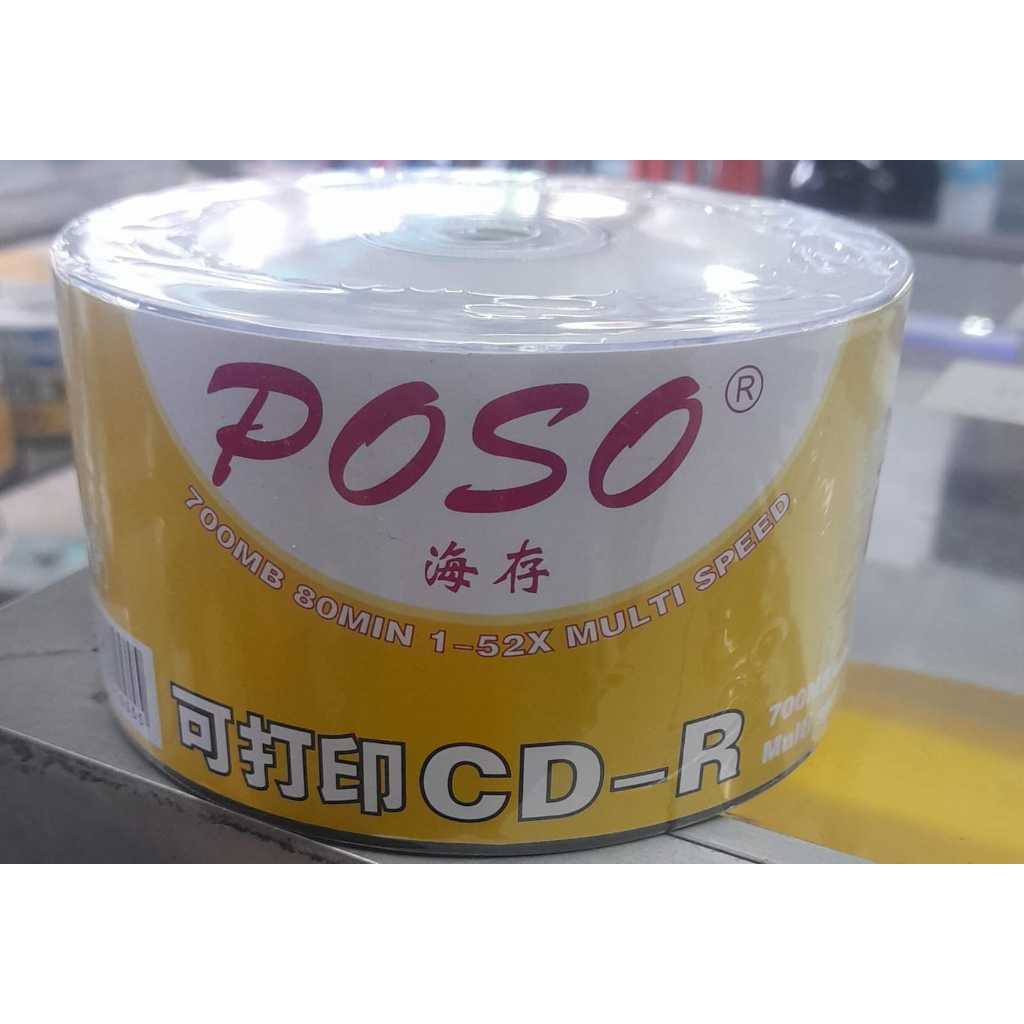 POSO®
海存
700MB 80MIN 1-52X MULTI SPEED
可打印CD-R